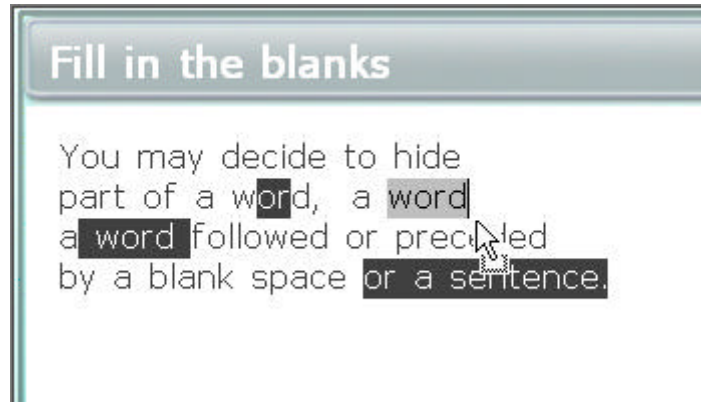 Fill in the blanks
You may decide to hide
part of a word, a word
a word followed or preceded
by a blank space or a sentence.